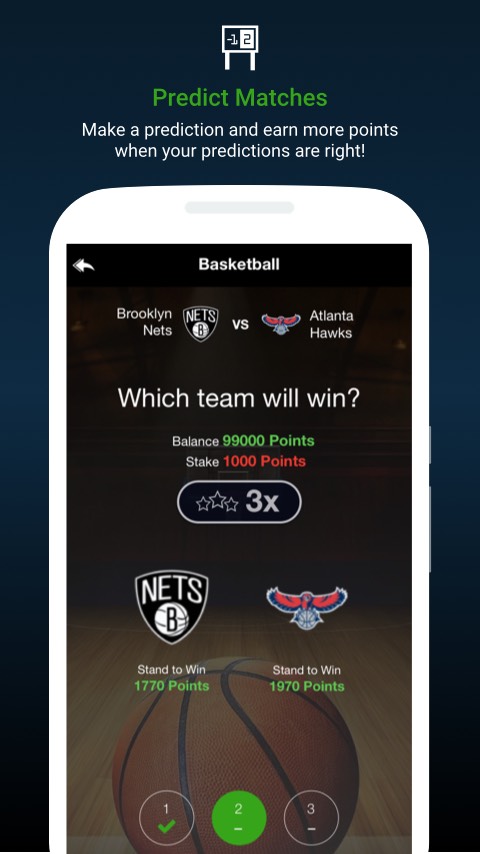 -1 2
Predict Matches
Make a prediction and earn more points
when your predictions are right!
Basketball
Brooklyn
Nets
NETS
B
vs
Atlanta
Hawks
Which team will win?
Balance 99000 Points
Stake 1000 Points
3x
NETS
B
Stand to Win
1770 Points
Stand to Win
1970 Points
1
2
3